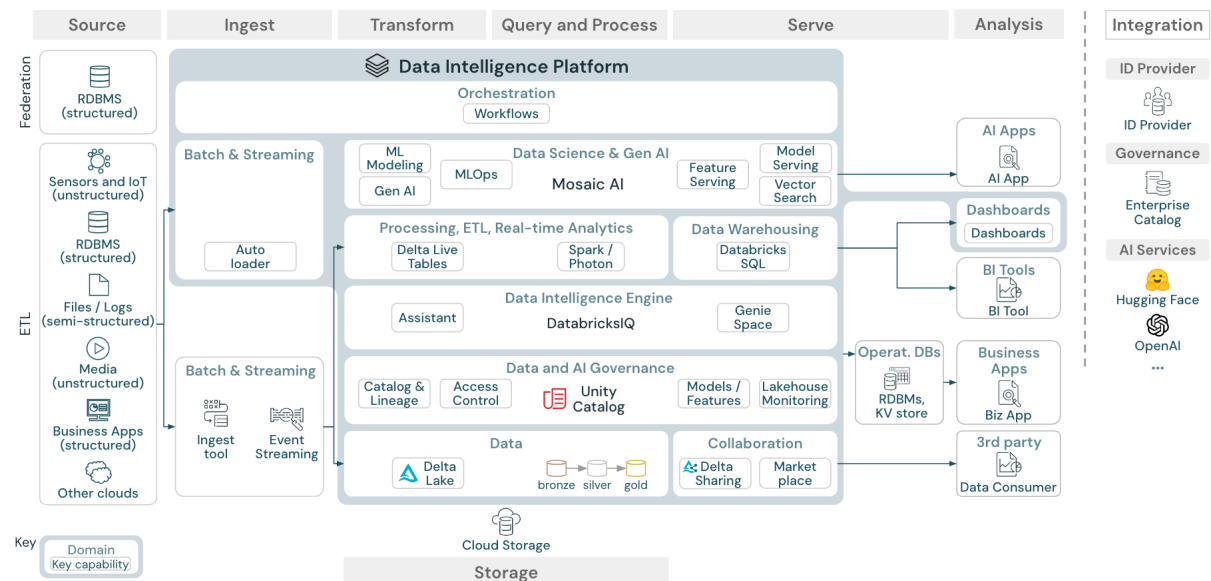 Source
Ingest
Transform
Query and Process
Serve
Analysis
Integration
Federation
RDBMS
(structured)
ETL
Sensors and IoT
(unstructured)
RDBMS
(structured)
Files / Logs
(semi-structured)
Media
(unstructured)
Business Apps
(structured)
Other clouds
Data Intelligence Platform
Orchestration
Workflows
Batch & Streaming
Auto
loader
Batch & Streaming
Ingest
tool
Event
Streaming
Data Science & Gen AI
ML
Modeling
Gen AI
MLOps
Mosaic AI
Feature
Serving
Model
Serving
Vector
Search
Processing, ETL, Real-time Analytics
Delta Live
Tables
Spark /
Photon
Data Warehousing
Databricks
SQL
Data Intelligence Engine
Assistant
DatabricksIQ
Genie
Space
Data and AI Governance
Catalog &
Lineage
Access
Control
Unity
Catalog
Models /
Features
Lakehouse
Monitoring
Data
Delta
Lake
bronze
silver
gold
Collaboration
Delta
Sharing
Market
place
Operat. DBs
RDBMs,
KV store
AI Apps
AI App
Dashboards
Dashboards
BI Tools
BI Tool
Business
Apps
Biz App
3rd party
Data Consumer
ID Provider
ID Provider
Governance
Enterprise
Catalog
AI Services
Hugging Face
OpenAI
...
Cloud Storage
Storage
Key
Domain
Key capability